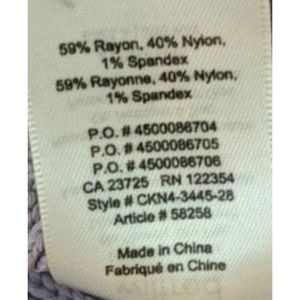 59% Rayon, 40% Nylon,
1% Spandex
59% Rayonne, 40% Nylon,
1% Spandex
P.O. # 4500086704
P.O. # 4500086705
P.O. # 4500086706
CA 23725 RN 122354
Style # CKN4-3445-28
Article # 58258
Made in China
Fabriqué en Chine